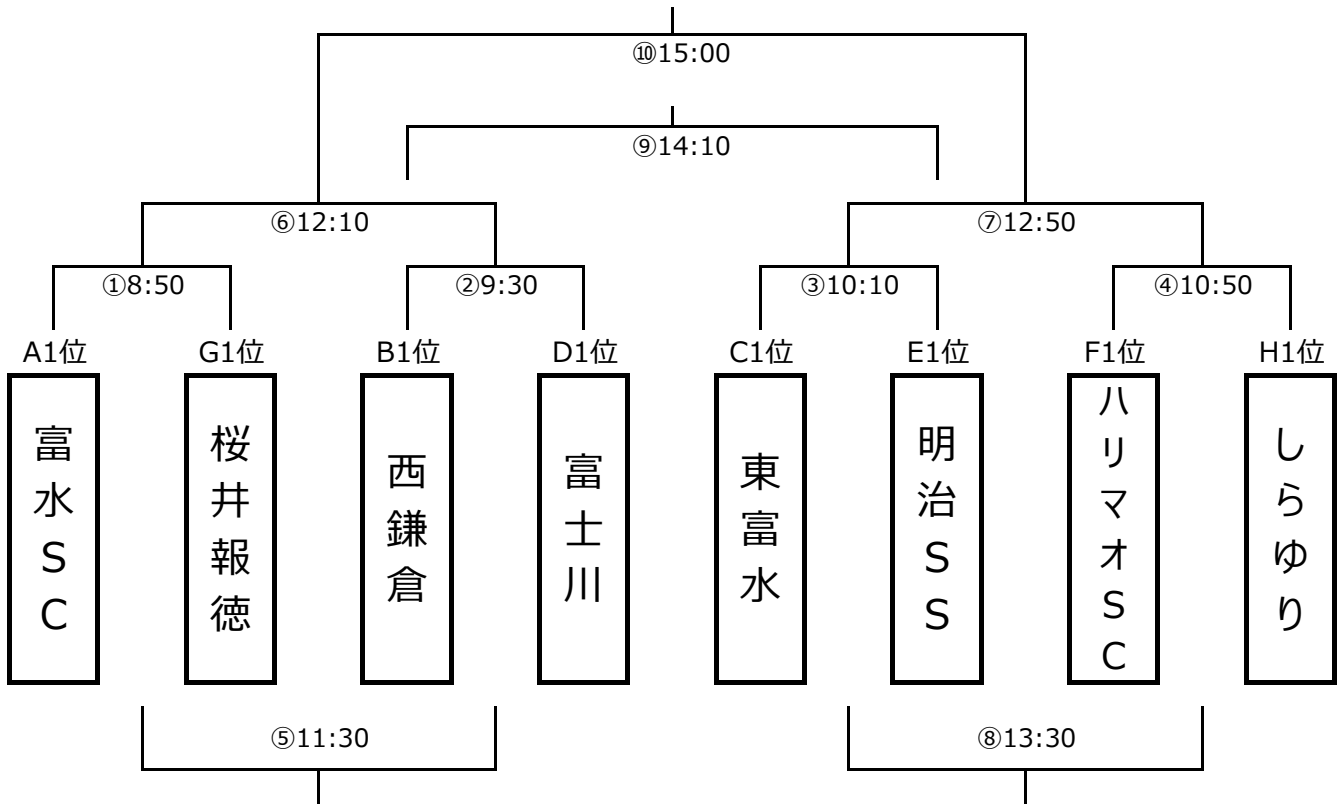 ⑩15:00
⑨14:10
⑥12:10
⑦12:50
①8:50
②9:30
③10:10
④10:50
A1位
G1位
B1位
D1位
C1位
E1位
F1位
H1位
富水SC
桜井報徳
西鎌倉
富士川
東富水
明治SS
ハリマオSC
しらゆり
⑤11:30
⑧13:30